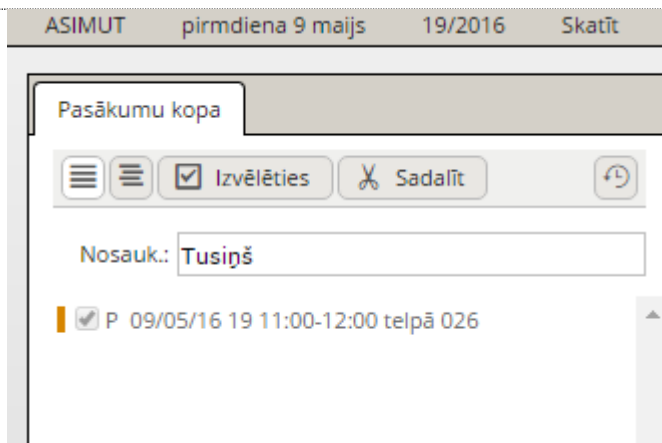 ASIMUT pirmdiena 9 maijs 19/2016 Skatīt
Pasākumu kopa
Izvēlēties Sadalīt
Nosauk.: Tusiņš
P 09/05/16 19 11:00-12:00 telpā 026